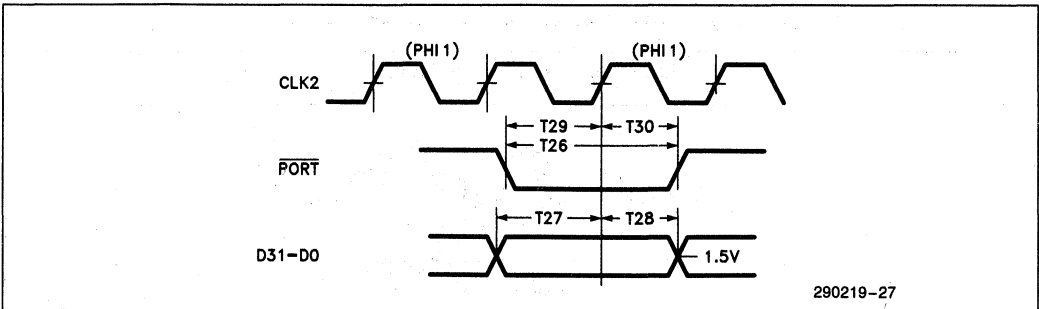 (PHI 1) (PHI 1)
CLK2
T29 T30
T26
PORT
T27 T28
D31–D0 1.5V
290219–27